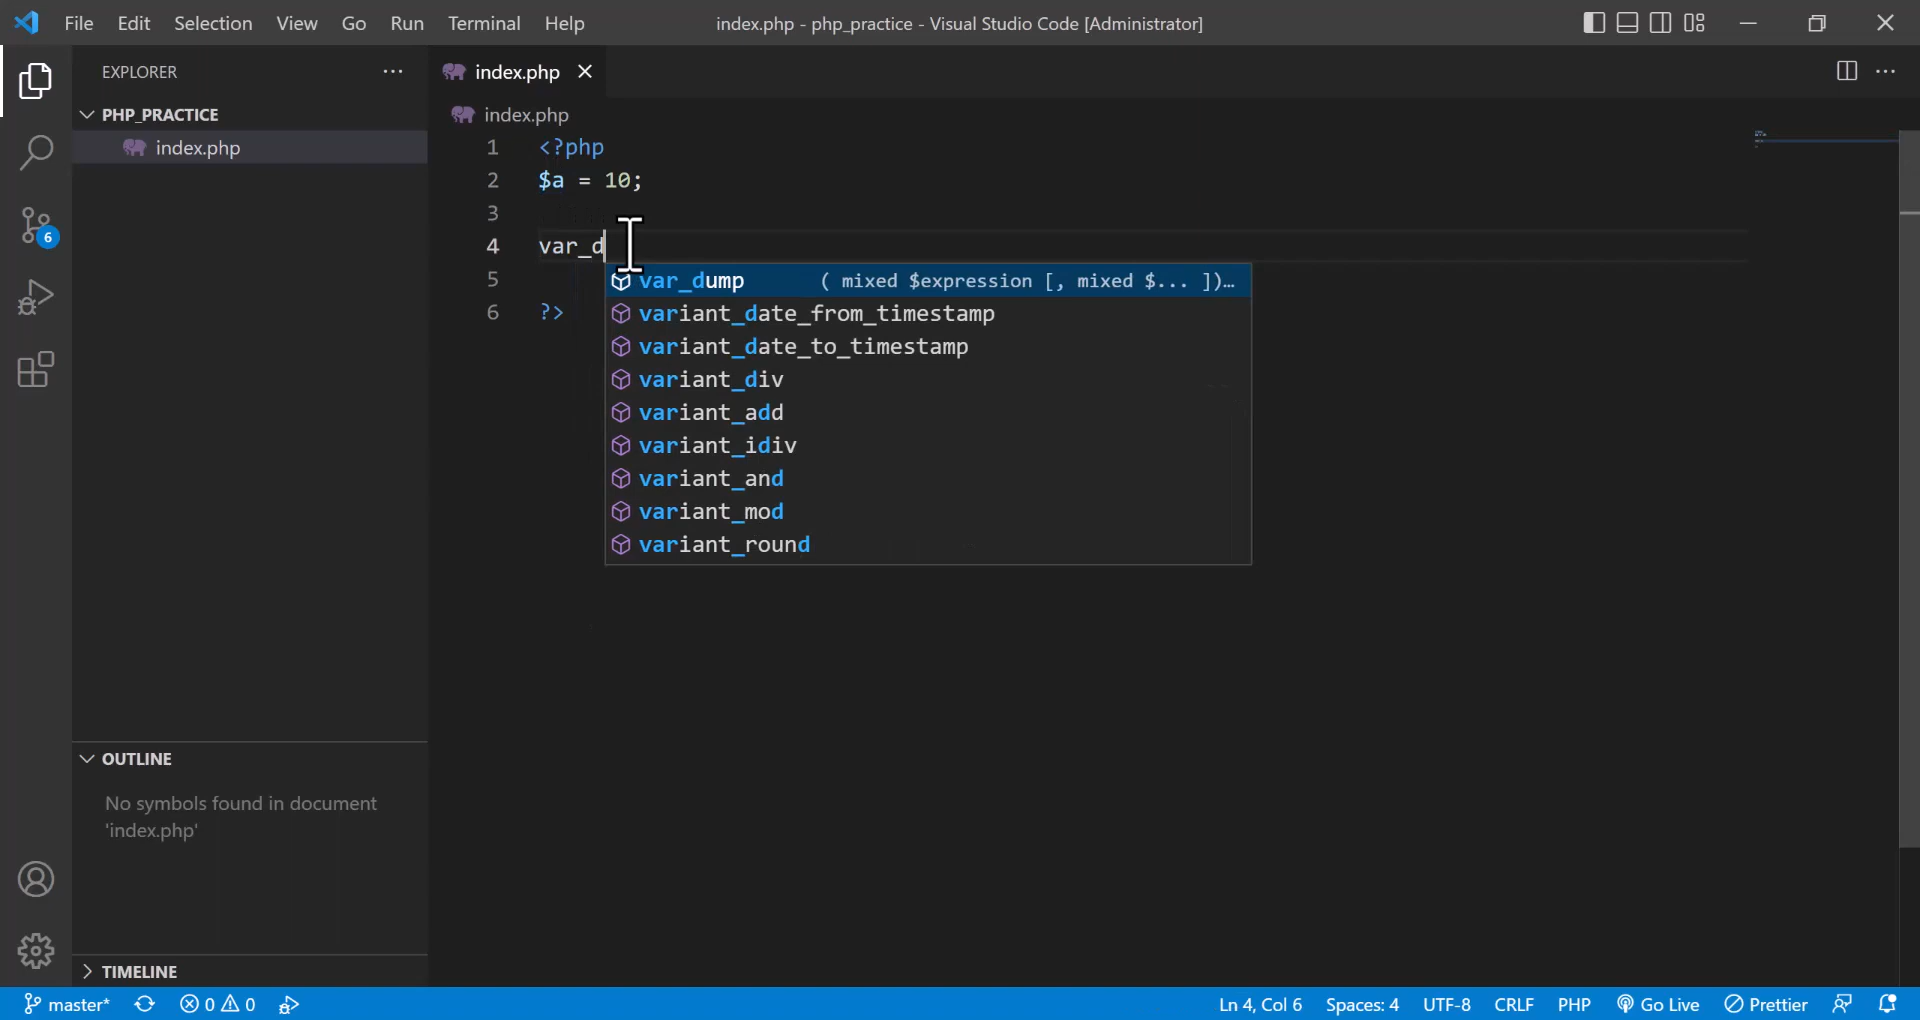 File Edit Selection View Go Run Terminal Help index.php - php_practice - Visual Studio Code [Administrator]
EXPLORER
PHP_PRACTICE
index.php
OUTLINE
No symbols found in document
'index.php'
TIMELINE
6
index.php
index.php
1 <?php
2 $a = 10;
3
4 var_d
5
6 ?>
var_dump ( mixed $expression [, mixed $... ])…
variant_date_from_timestamp
variant_date_to_timestamp
variant_div
variant_add
variant_idiv
variant_and
variant_mod
variant_round
master* 0 0 Ln 4, Col 6 Spaces: 4 UTF-8 CRLF PHP Go Live Prettier